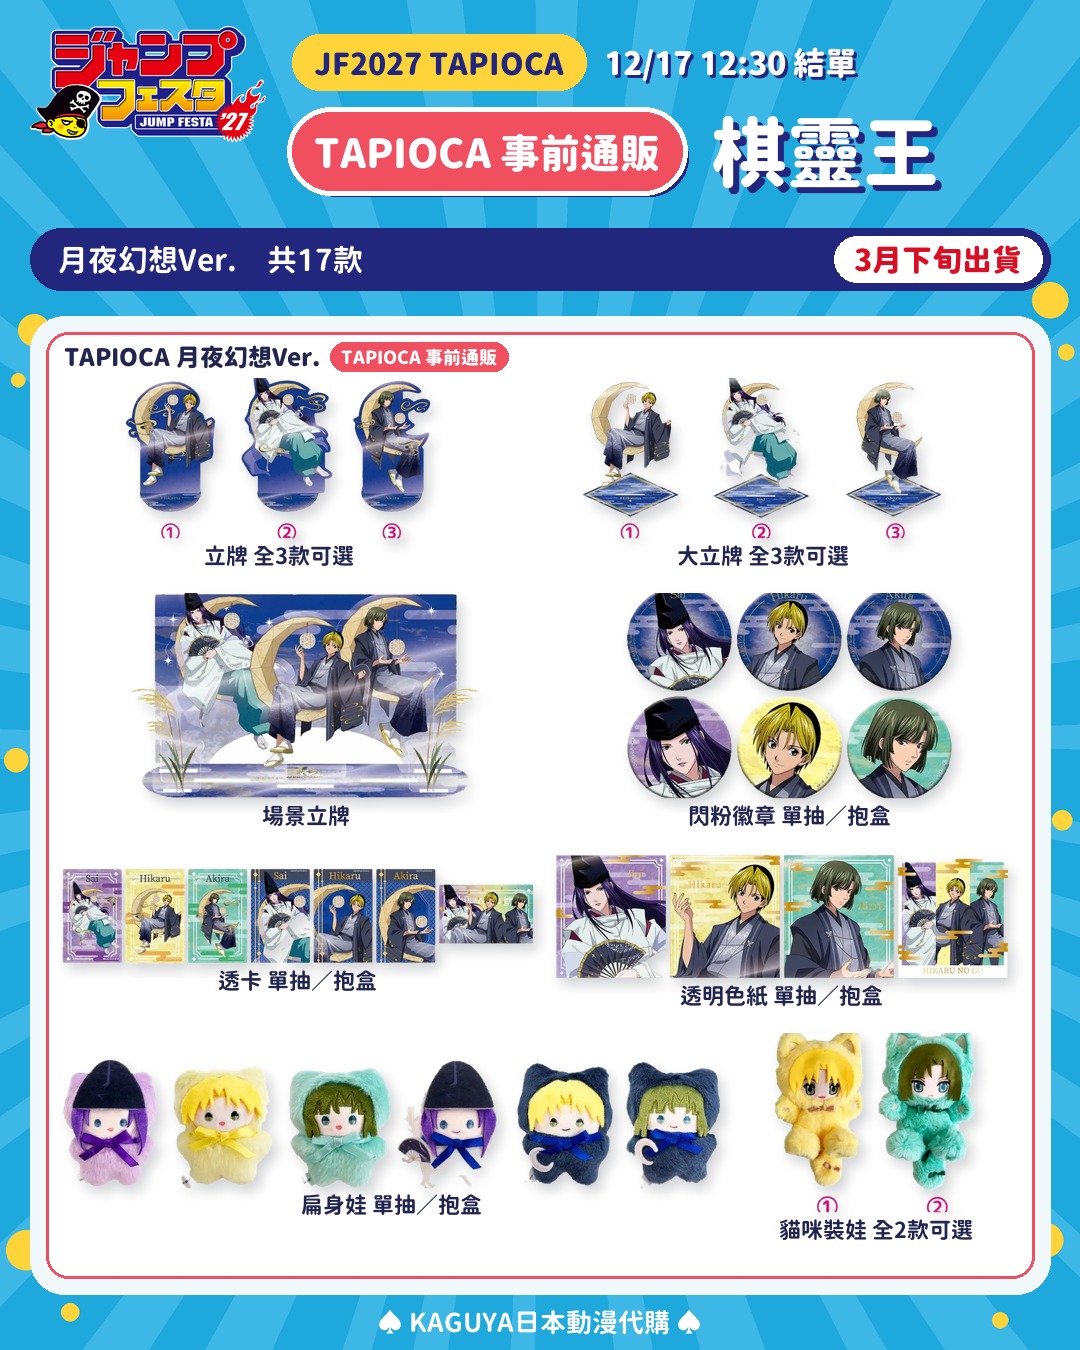 ジャンプ
フェスタ
JUMP FESTA '27
JF2027 TAPIOCA
12/17 12:30 結單
TAPIOCA 事前通販
棋靈王
月夜幻想Ver. 共17款
3月下旬出貨
TAPIOCA 月夜幻想Ver.
TAPIOCA 事前通販
① ② ③
立牌 全3款可選
Hikaru Sai Akira
① ② ③
大立牌 全3款可選
場景立牌
Sai Hikaru Akira
閃粉徽章 單抽／抱盒
Sai Hikaru Akira Sai Hikaru Akira
透卡 單抽／抱盒
Hikaru
HIKARU NO GO
透明色紙 單抽／抱盒
扁身娃 單抽／抱盒
① ②
貓咪裝娃 全2款可選
♠ KAGUYA日本動漫代購 ♠